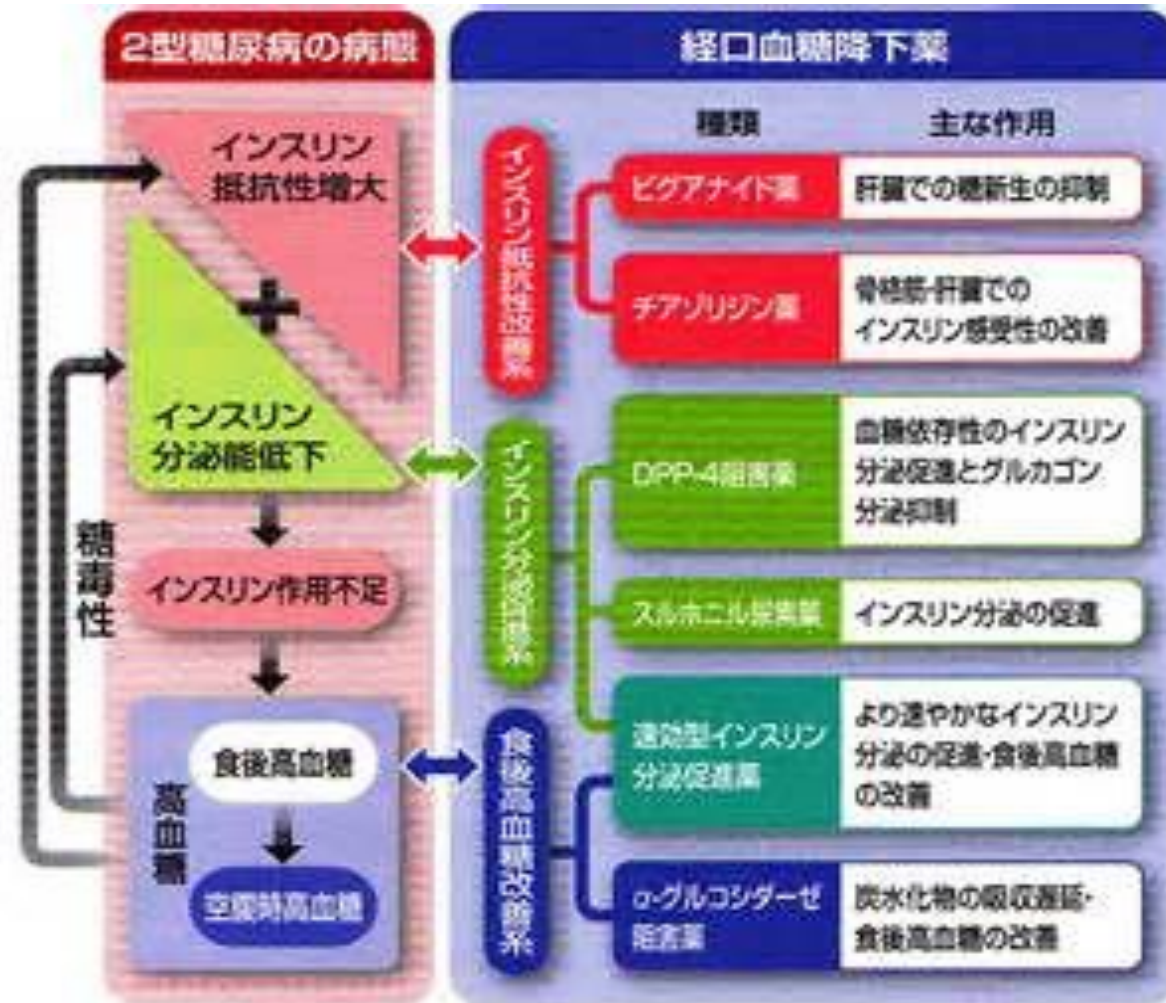 2型糖尿病の病態
インスリン
抵抗性増大
インスリン
分泌能低下
インスリン作用不足
糖毒性
高血糖
食後高血糖
空腹時高血糖
経口血糖降下薬
種類
主な作用
インスリン抵抗性改善系
ビグアナイド薬
肝臓での糖新生の抑制
チアゾリジン薬
骨格筋・肝臓での
インスリン感受性の改善
インスリン分泌促進系
DPP-4阻害薬
血糖依存性のインスリン
分泌促進とグルカゴン
分泌抑制
スルホニル尿素薬
インスリン分泌の促進
速効型インスリン
分泌促進薬
より速やかなインスリン
分泌の促進・食後高血糖
の改善
食後高血糖改善系
α-グルコシダーゼ
阻害薬
炭水化物の吸収遅延・
食後高血糖の改善